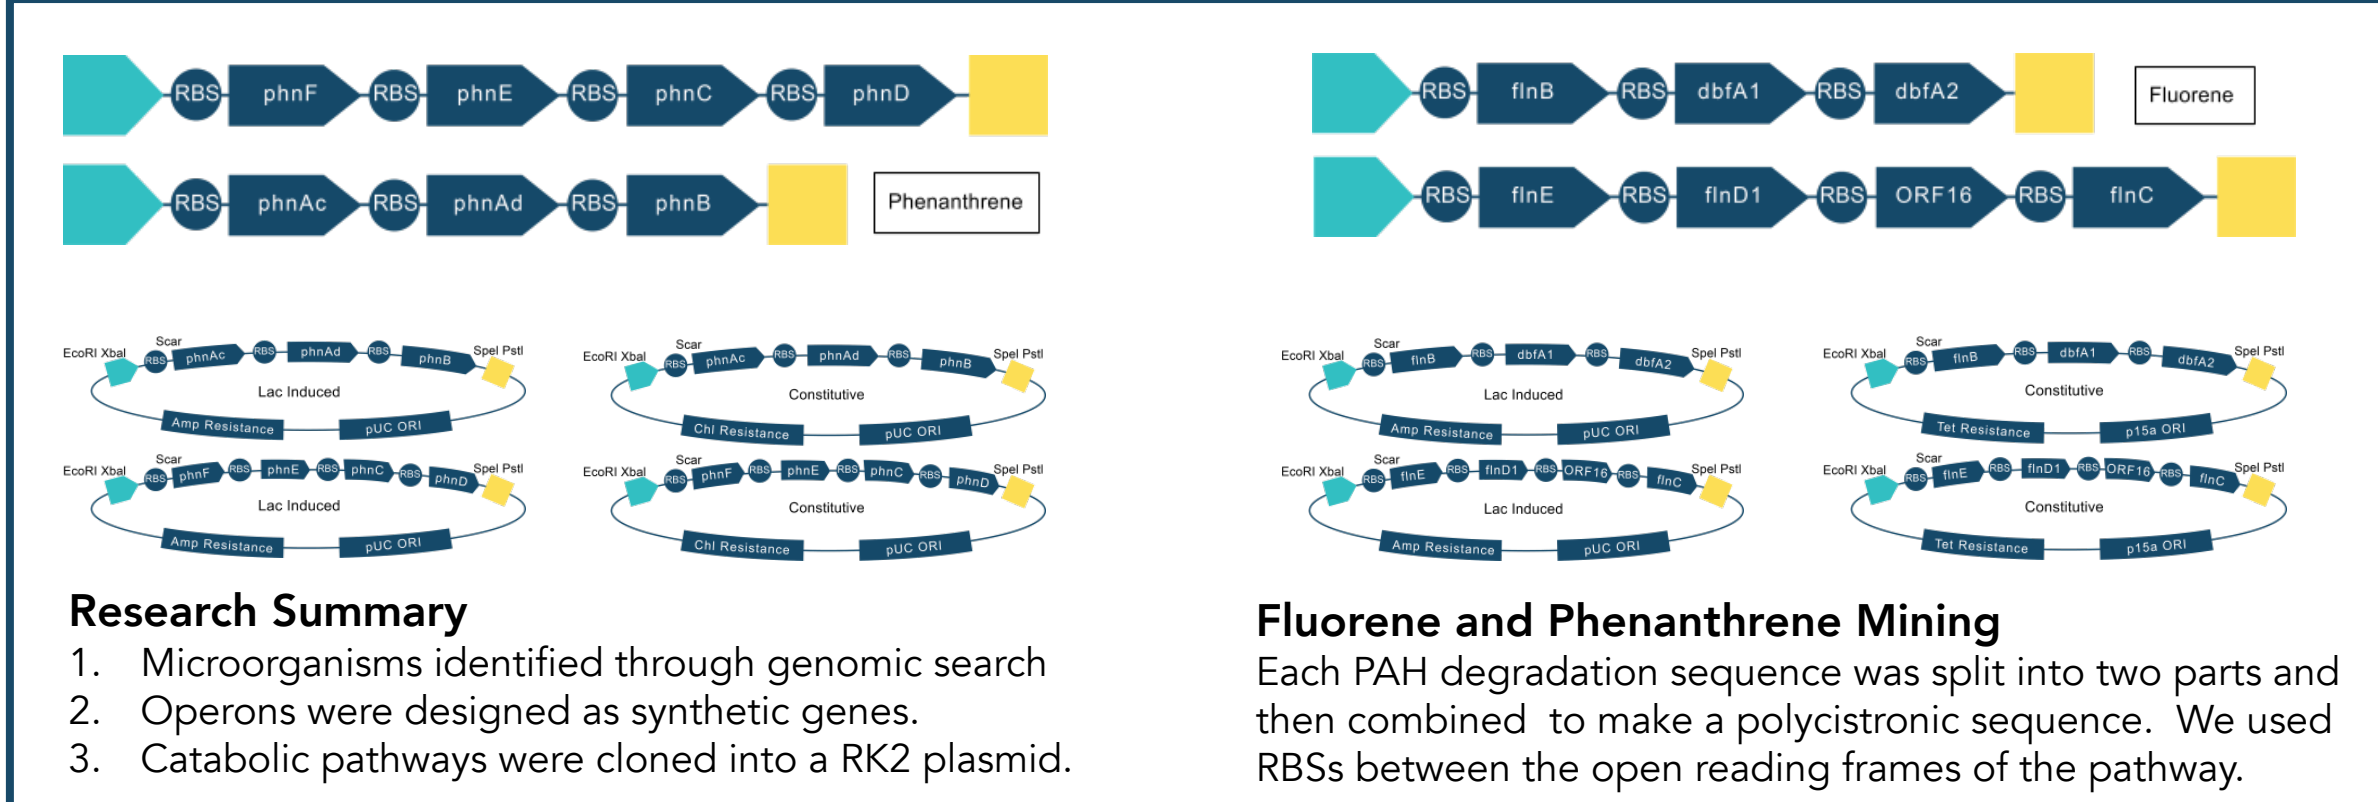 RBS phnF RBS phnE RBS phnC RBS phnD
RBS phnAc RBS phnAd RBS phnB
Phenanthrene
RBS flnB RBS dbfA1 RBS dbfA2
Fluorene
RBS flnE RBS flnD1 RBS ORF16 RBS flnC
EcoRI XbaI Scar RBS phnAc RBS phnAd RBS phnB SpeI PstI
Lac Induced
Amp Resistance pUC ORI
EcoRI XbaI Scar RBS phnAc RBS phnAd RBS phnB SpeI PstI
Constitutive
Chl Resistance pUC ORI
EcoRI XbaI Scar RBS phnF RBS phnE RBS phnC RBS phnD SpeI PstI
Lac Induced
Amp Resistance pUC ORI
EcoRI XbaI Scar RBS phnF RBS phnE RBS phnC RBS phnD SpeI PstI
Constitutive
Chl Resistance pUC ORI
EcoRI XbaI Scar RBS flnB RBS dbfA1 RBS dbfA2 SpeI PstI
Lac Induced
Amp Resistance pUC ORI
EcoRI XbaI Scar RBS flnB RBS dbfA1 RBS dbfA2 SpeI PstI
Constitutive
Tet Resistance p15a ORI
EcoRI XbaI Scar RBS flnE RBS flnD1 RBS ORF16 RBS flnC SpeI PstI
Lac Induced
Amp Resistance pUC ORI
EcoRI XbaI Scar RBS flnE RBS flnD1 RBS ORF16 RBS flnC SpeI PstI
Constitutive
Tet Resistance p15a ORI
Research Summary
1. Microorganisms identified through genomic search
2. Operons were designed as synthetic genes.
3. Catabolic pathways were cloned into a RK2 plasmid.
Fluorene and Phenanthrene Mining
Each PAH degradation sequence was split into two parts and
then combined to make a polycistronic sequence. We used
RBSs between the open reading frames of the pathway.